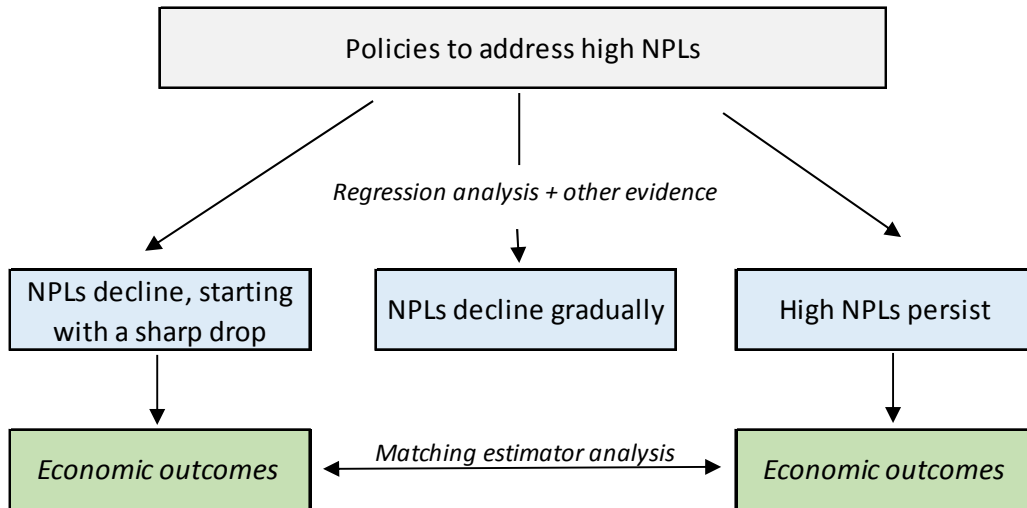 Policies to address high NPLs
Regression analysis + other evidence
NPLs decline, starting
with a sharp drop
NPLs decline gradually
High NPLs persist
Economic outcomes
Matching estimator analysis
Economic outcomes